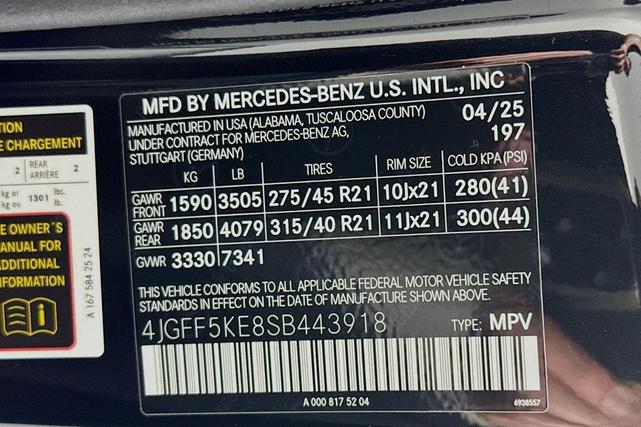 TION
E CHARGEMENT
2 REAR ARRIÈRE 2
kg or kg ou 1301 lbs. lb.
E OWNER´S
ANUAL FOR
ADDITIONAL
INFORMATION
A 167 584 25 24
MFD BY MERCEDES-BENZ U.S. INTL., INC
MANUFACTURED IN USA (ALABAMA, TUSCALOOSA COUNTY) 04/25
UNDER CONTRACT FOR MERCEDES-BENZ AG, 197
STUTTGART (GERMANY)
KG LB TIRES RIM SIZE COLD KPA (PSI)
GAWR FRONT 1590 3505 275/45 R21 10Jx21 280(41)
GAWR REAR 1850 4079 315/40 R21 11Jx21 300(44)
GVWR 3330 7341
THIS VEHICLE CONFORMS TO ALL APPLICABLE FEDERAL MOTOR VEHICLE SAFETY
STANDARDS IN EFFECT ON THE DATE OF MANUFACTURE SHOWN ABOVE.
4JGFF5KE8SB443918 TYPE: MPV
A 000 817 52 04 6938557